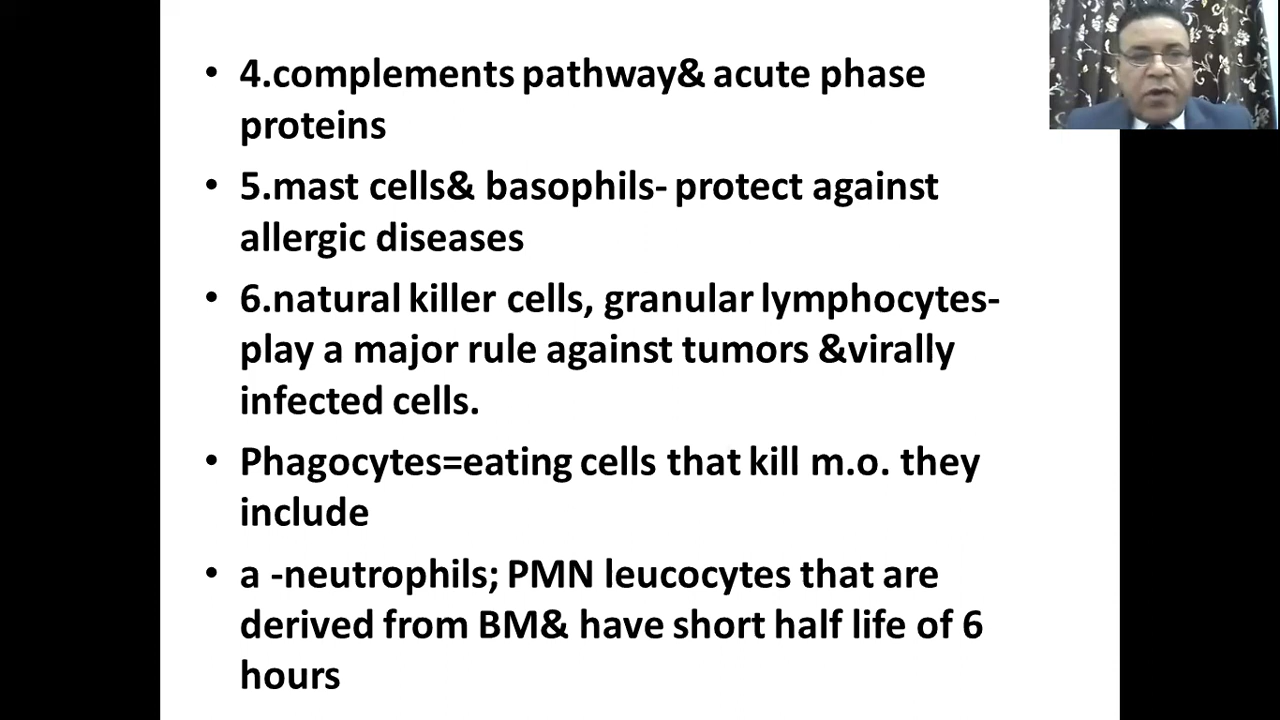 • 4.complements pathway& acute phase
proteins
• 5.mast cells& basophils- protect against
allergic diseases
• 6.natural killer cells, granular lymphocytes-
play a major rule against tumors &virally
infected cells.
• Phagocytes=eating cells that kill m.o. they
include
• a -neutrophils; PMN leucocytes that are
derived from BM& have short half life of 6
hours